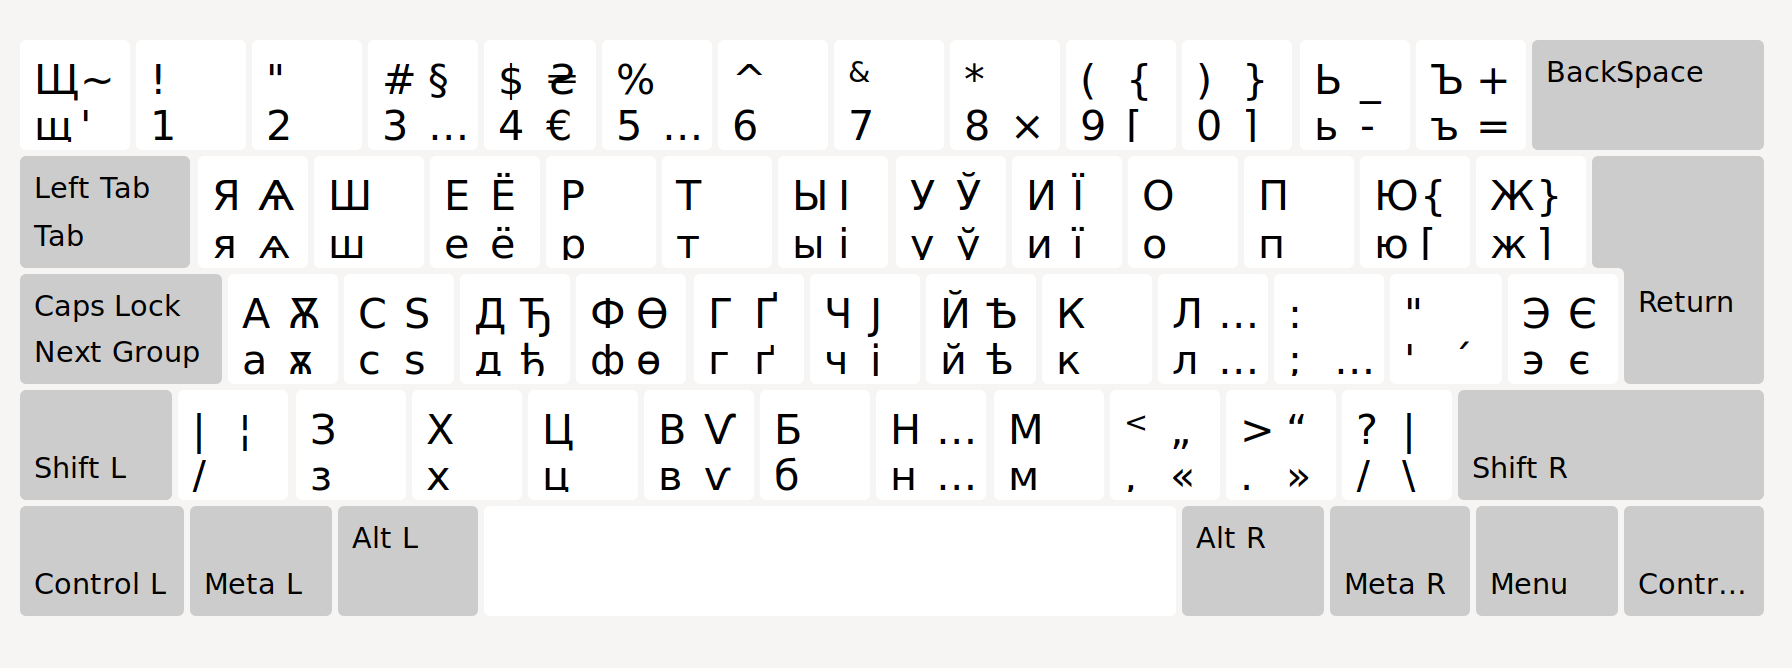 Щ ~ ! " # § $ ₴ % ^ & * ( { ) } Ь _ Ъ + BackSpace
щ ' 1 2 3 … 4 € 5 … 6 7 8 × 9 [ 0 ] ь - ъ =
Left Tab Я Ѧ Ш Е Ё Р Т Ы І У Ў И Ї О П Ю { Ж }
Tab я ѧ ш е ё р т ы і у ў и ї о п ю [ ж ]
Caps Lock А Ѫ С Ѕ Д Ђ Ф Ѳ Г Ґ Ч Ј Й Ѣ К Л … : " Э Є Return
Next Group а ѫ с ѕ д ђ ф ѳ г ґ ч ј й ѣ к л … ; … ' ´ э є
| ¦ З Х Ц В Ѵ Б Н … М < „ > “ ? |
Shift L / з х ц в ѵ б н … м , « . » / \ Shift R
Alt L Alt R
Control L Meta L Meta R Menu Contr…